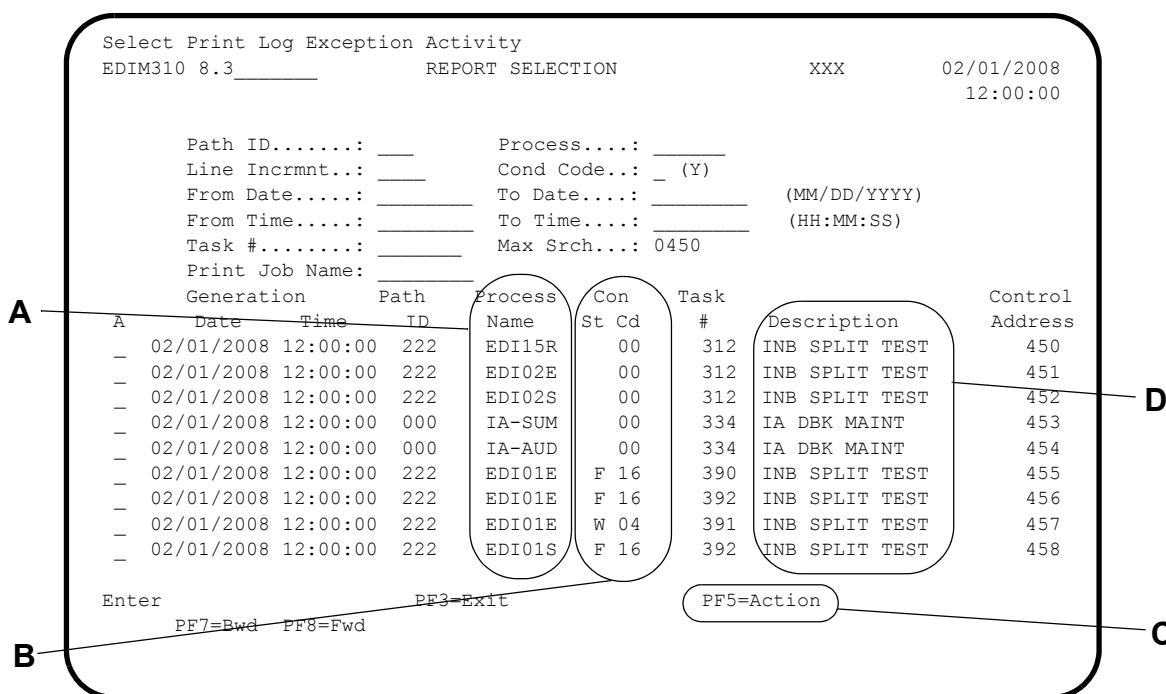 Select Print Log Exception Activity
EDIM310 8.3_______ REPORT SELECTION XXX 02/01/2008
12:00:00
Path ID.......: ___ Process....: ______
Line Incrmnt..: ____ Cond Code..: _ (Y)
From Date.....: ________ To Date....: ________ (MM/DD/YYYY)
From Time.....: ________ To Time....: ________ (HH:MM:SS)
Task #........: _______ Max Srch...: 0450
Print Job Name: ________
Generation Path Process Con Task Control
A
A Date Time ID Name St Cd # Description Address
_ 02/01/2008 12:00:00 222 EDI15R 00 312 INB SPLIT TEST 450
_ 02/01/2008 12:00:00 222 EDI02E 00 312 INB SPLIT TEST 451
_ 02/01/2008 12:00:00 222 EDI02S 00 312 INB SPLIT TEST 452
D
_ 02/01/2008 12:00:00 000 IA-SUM 00 334 IA DBK MAINT 453
_ 02/01/2008 12:00:00 000 IA-AUD 00 334 IA DBK MAINT 454
_ 02/01/2008 12:00:00 222 EDI01E F 16 390 INB SPLIT TEST 455
_ 02/01/2008 12:00:00 222 EDI01E F 16 392 INB SPLIT TEST 456
_ 02/01/2008 12:00:00 222 EDI01E W 04 391 INB SPLIT TEST 457
_ 02/01/2008 12:00:00 222 EDI01S F 16 392 INB SPLIT TEST 458
Enter PF3=Exit PF5=Action
PF7=Bwd PF8=Fwd
C
B